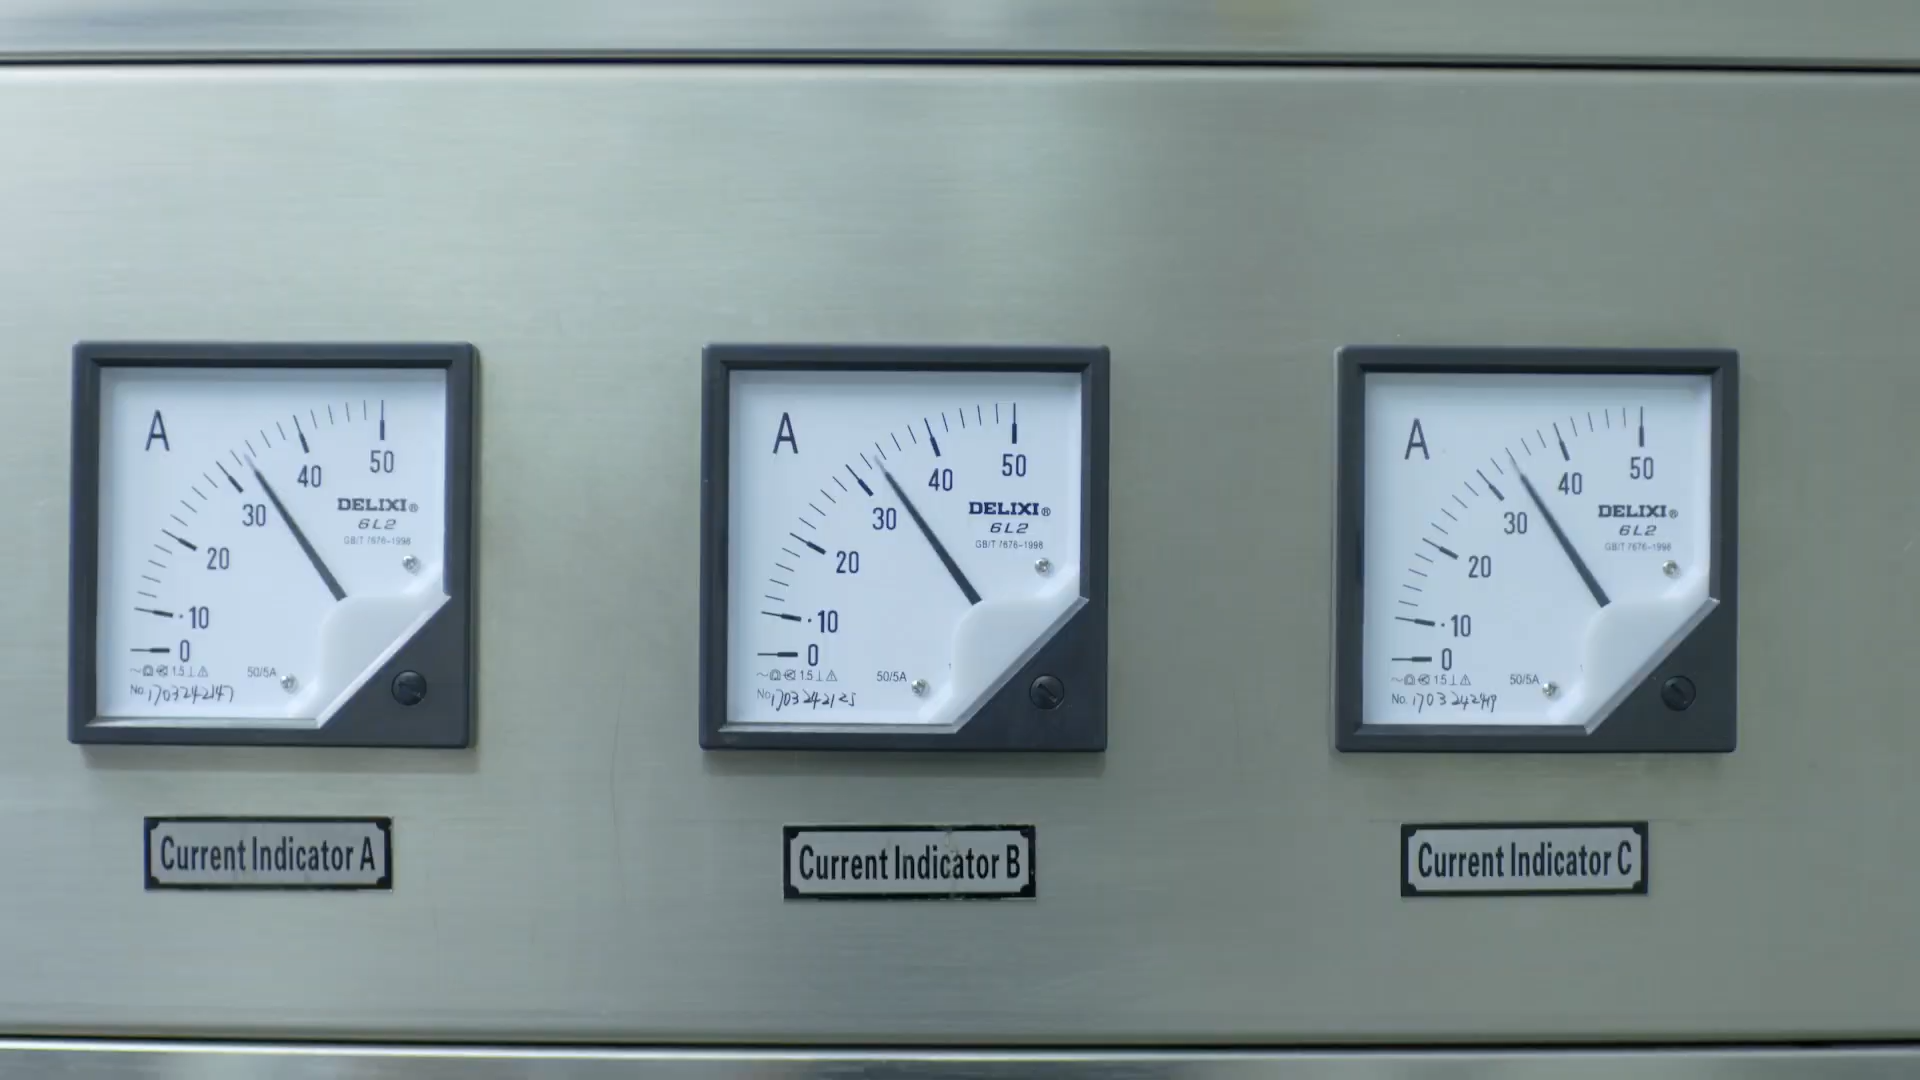 A
50
40
30
20
10
0
DELIXI®
6L2
GB/T 7676-1998
1.5
50/5A
No 1703242147
Current Indicator A
A
50
40
30
20
10
0
DELIXI®
6L2
GB/T 7676-1998
1.5
50/5A
No 1703242125
Current Indicator B
A
50
40
30
20
10
0
DELIXI®
6L2
GB/T 7676-1998
1.5
50/5A
No.
Current Indicator C